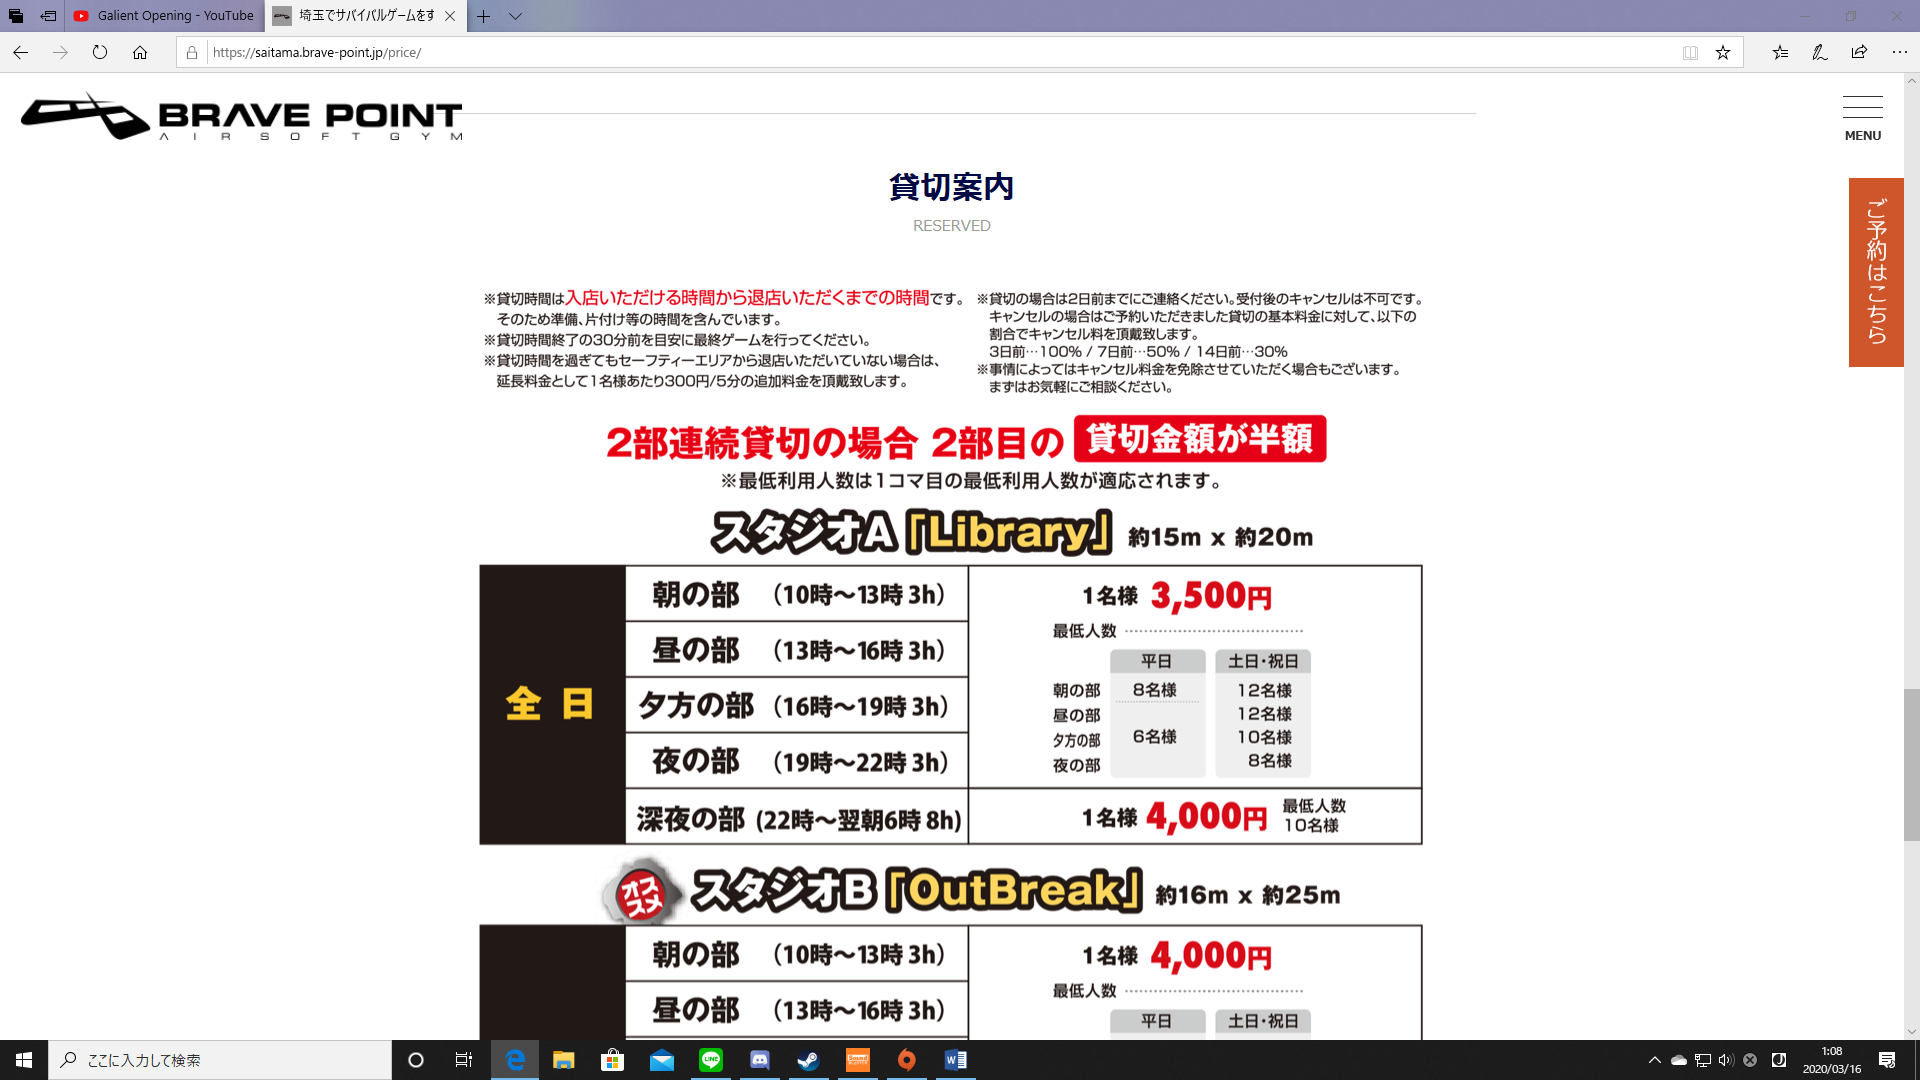 Galient Opening - YouTube
埼玉でサバイバルゲームをす
https://saitama.brave-point.jp/price/
BRAVE POINT
AIRSOFTGYM
MENU
ご予約はこちら
貸切案内
RESERVED
※貸切時間は入店いただける時間から退店いただくまでの時間です。
そのため準備、片付け等の時間を含んでいます。
※貸切時間終了の30分前を目安に最終ゲームを行ってください。
※貸切時間を過ぎてもセーフティーエリアから退店いただいていない場合は、
延長料金として1名様あたり300円/5分の追加料金を頂戴致します。
※貸切の場合は2日前までにご連絡ください。受付後のキャンセルは不可です。
キャンセルの場合はご予約いただきました貸切の基本料金に対して、以下の
割合でキャンセル料を頂戴致します。
3日前…100% / 7日前…50% / 14日前…30%
※事情によってはキャンセル料金を免除させていただく場合もございます。
まずはお気軽にご相談ください。
2部連続貸切の場合 2部目の 貸切金額が半額
※最低利用人数は1コマ目の最低利用人数が適応されます。
スタジオA「Library」 約15m x 約20m
全日
朝の部 （10時～13時 3h）
昼の部 （13時～16時 3h）
夕方の部 （16時～19時 3h）
夜の部 （19時～22時 3h）
深夜の部 (22時～翌朝6時 8h)
1名様 3,500円
最低人数
平日 土日・祝日
朝の部 8名様 12名様
昼の部 12名様
夕方の部 6名様 10名様
夜の部 8名様
1名様 4,000円 最低人数
10名様
オススメ
スタジオB「OutBreak」 約16m x 約25m
朝の部 （10時～13時 3h）
昼の部 （13時～16時 3h）
1名様 4,000円
最低人数
平日 土日・祝日
ここに入力して検索
LINE
1:08
2020/03/16